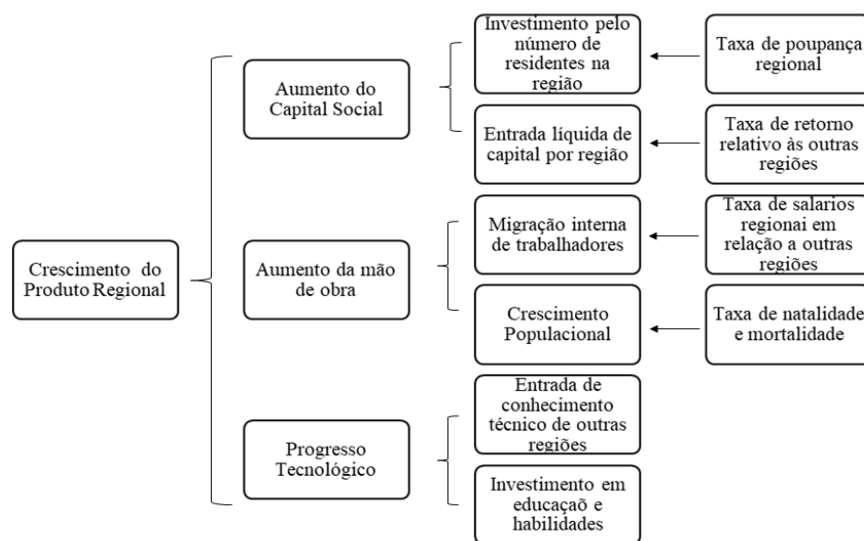 Crescimento do
Produto Regional
Aumento do
Capital Social
Investimento pelo
número de
residentes na
região
Taxa de poupança
regional
Entrada líquida de
capital por região
Taxa de retorno
relativo às outras
regiões
Aumento da mão
de obra
Migração interna
de trabalhadores
Taxa de salarios
regionai em
relação a outras
regiões
Crescimento
Populacional
Taxa de natalidade
e mortalidade
Progresso
Tecnológico
Entrada de
conhecimento
técnico de outras
regiões
Investimento em
educaçaõ e
habilidades